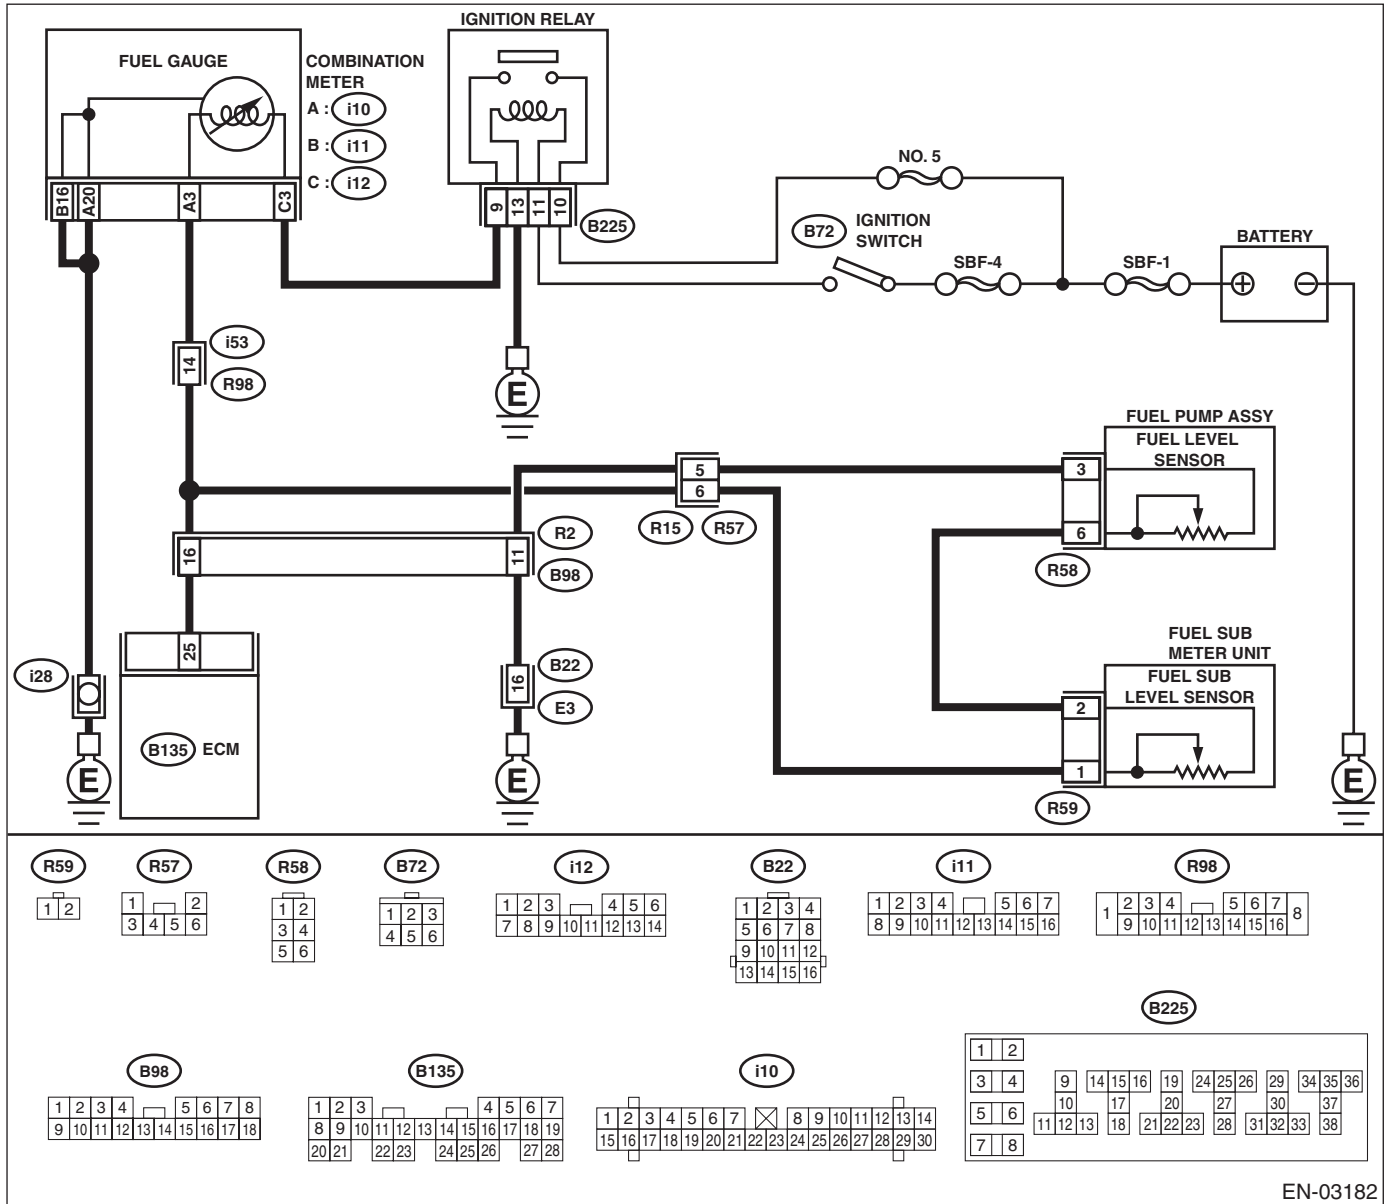 IGNITION RELAY
FUEL GAUGE
COMBINATION
METER
A : i10
B : i11
C : i12
B16 A20 A3 C3
9 13 11 10
B225
NO. 5
B72
IGNITION
SWITCH
SBF-4
SBF-1
BATTERY
+ −
i53
14
R98
E
FUEL PUMP ASSY
FUEL LEVEL
SENSOR
3
6
R58
5
6
R15 R57
R2
16 11
B98
25
B135 ECM
i28
E
B22
16
E3
E
FUEL SUB
METER UNIT
FUEL SUB
LEVEL SENSOR
2
1
R59
E
R59
1 2
R57
1 2
3 4 5 6
R58
1 2
3 4
5 6
B72
1 2 3
4 5 6
i12
1 2 3 4 5 6
7 8 9 10 11 12 13 14
B22
1 2 3 4
5 6 7 8
9 10 11 12
13 14 15 16
i11
1 2 3 4 5 6 7
8 9 10 11 12 13 14 15 16
R98
1 2 3 4 5 6 7 8
9 10 11 12 13 14 15 16
B98
1 2 3 4 5 6 7 8
9 10 11 12 13 14 15 16 17 18
B135
1 2 3 4 5 6 7
8 9 10 11 12 13 14 15 16 17 18 19
20 21 22 23 24 25 26 27 28
i10
1 2 3 4 5 6 7 8 9 10 11 12 13 14
15 16 17 18 19 20 21 22 23 24 25 26 27 28 29 30
B225
1 2
3 4 9 14 15 16 19 24 25 26 29 34 35 36
10 17 20 27 30 37
5 6 11 12 13 18 21 22 23 28 31 32 33 38
7 8
EN-03182